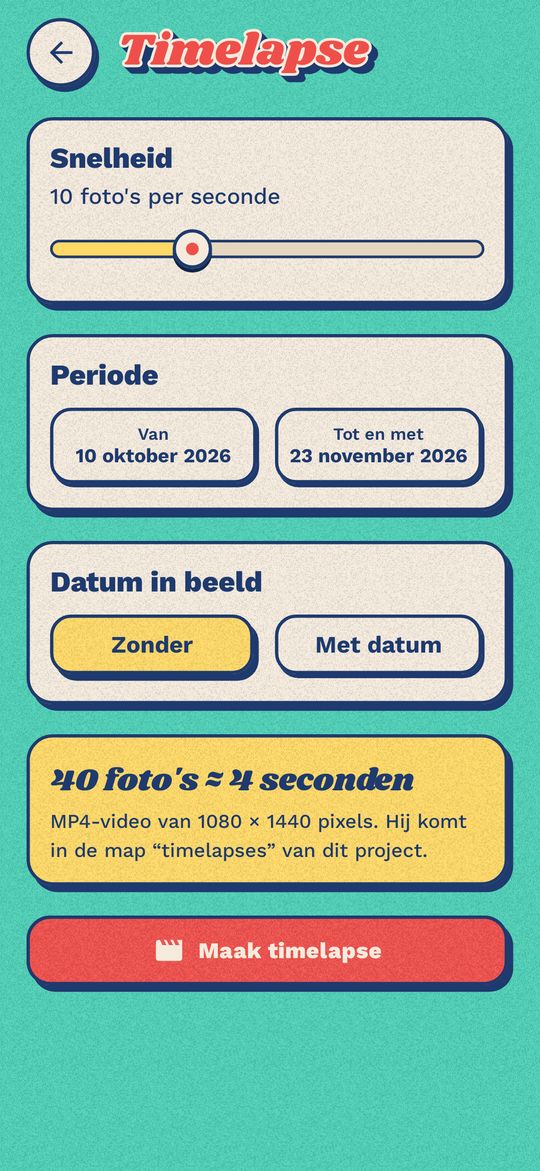 Timelapse
Snelheid
10 foto's per seconde
Periode
Van
10 oktober 2026
Tot en met
23 november 2026
Datum in beeld
Zonder
Met datum
40 foto's ≈ 4 seconden
MP4-video van 1080 × 1440 pixels. Hij komt
in de map “timelapses” van dit project.
Maak timelapse